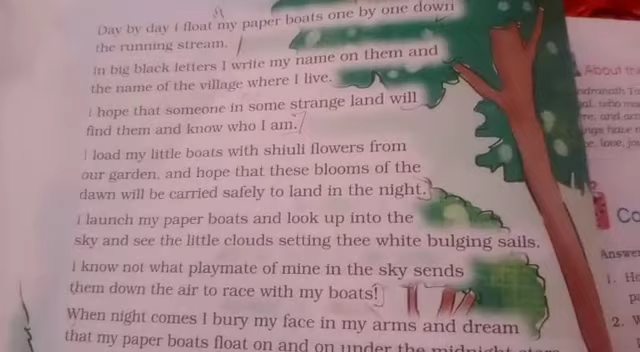 Day by day i float my paper boats one by one down
the running stream.
in big black letters I write my name on them and
the name of the village where I live.
i hope that someone in some strange land will
find them and know who I am.
i load my little boats with shiuli flowers from
our garden, and hope that these blooms of the
dawn will be carried safely to land in the night.
i launch my paper boats and look up into the
sky and see the little clouds setting thee white bulging sails.
i know not what playmate of mine in the sky sends
them down the air to race with my boats!
When night comes I bury my face in my arms and dream
that my paper boats float on and on under the midnight
About
Answe
1.
2.